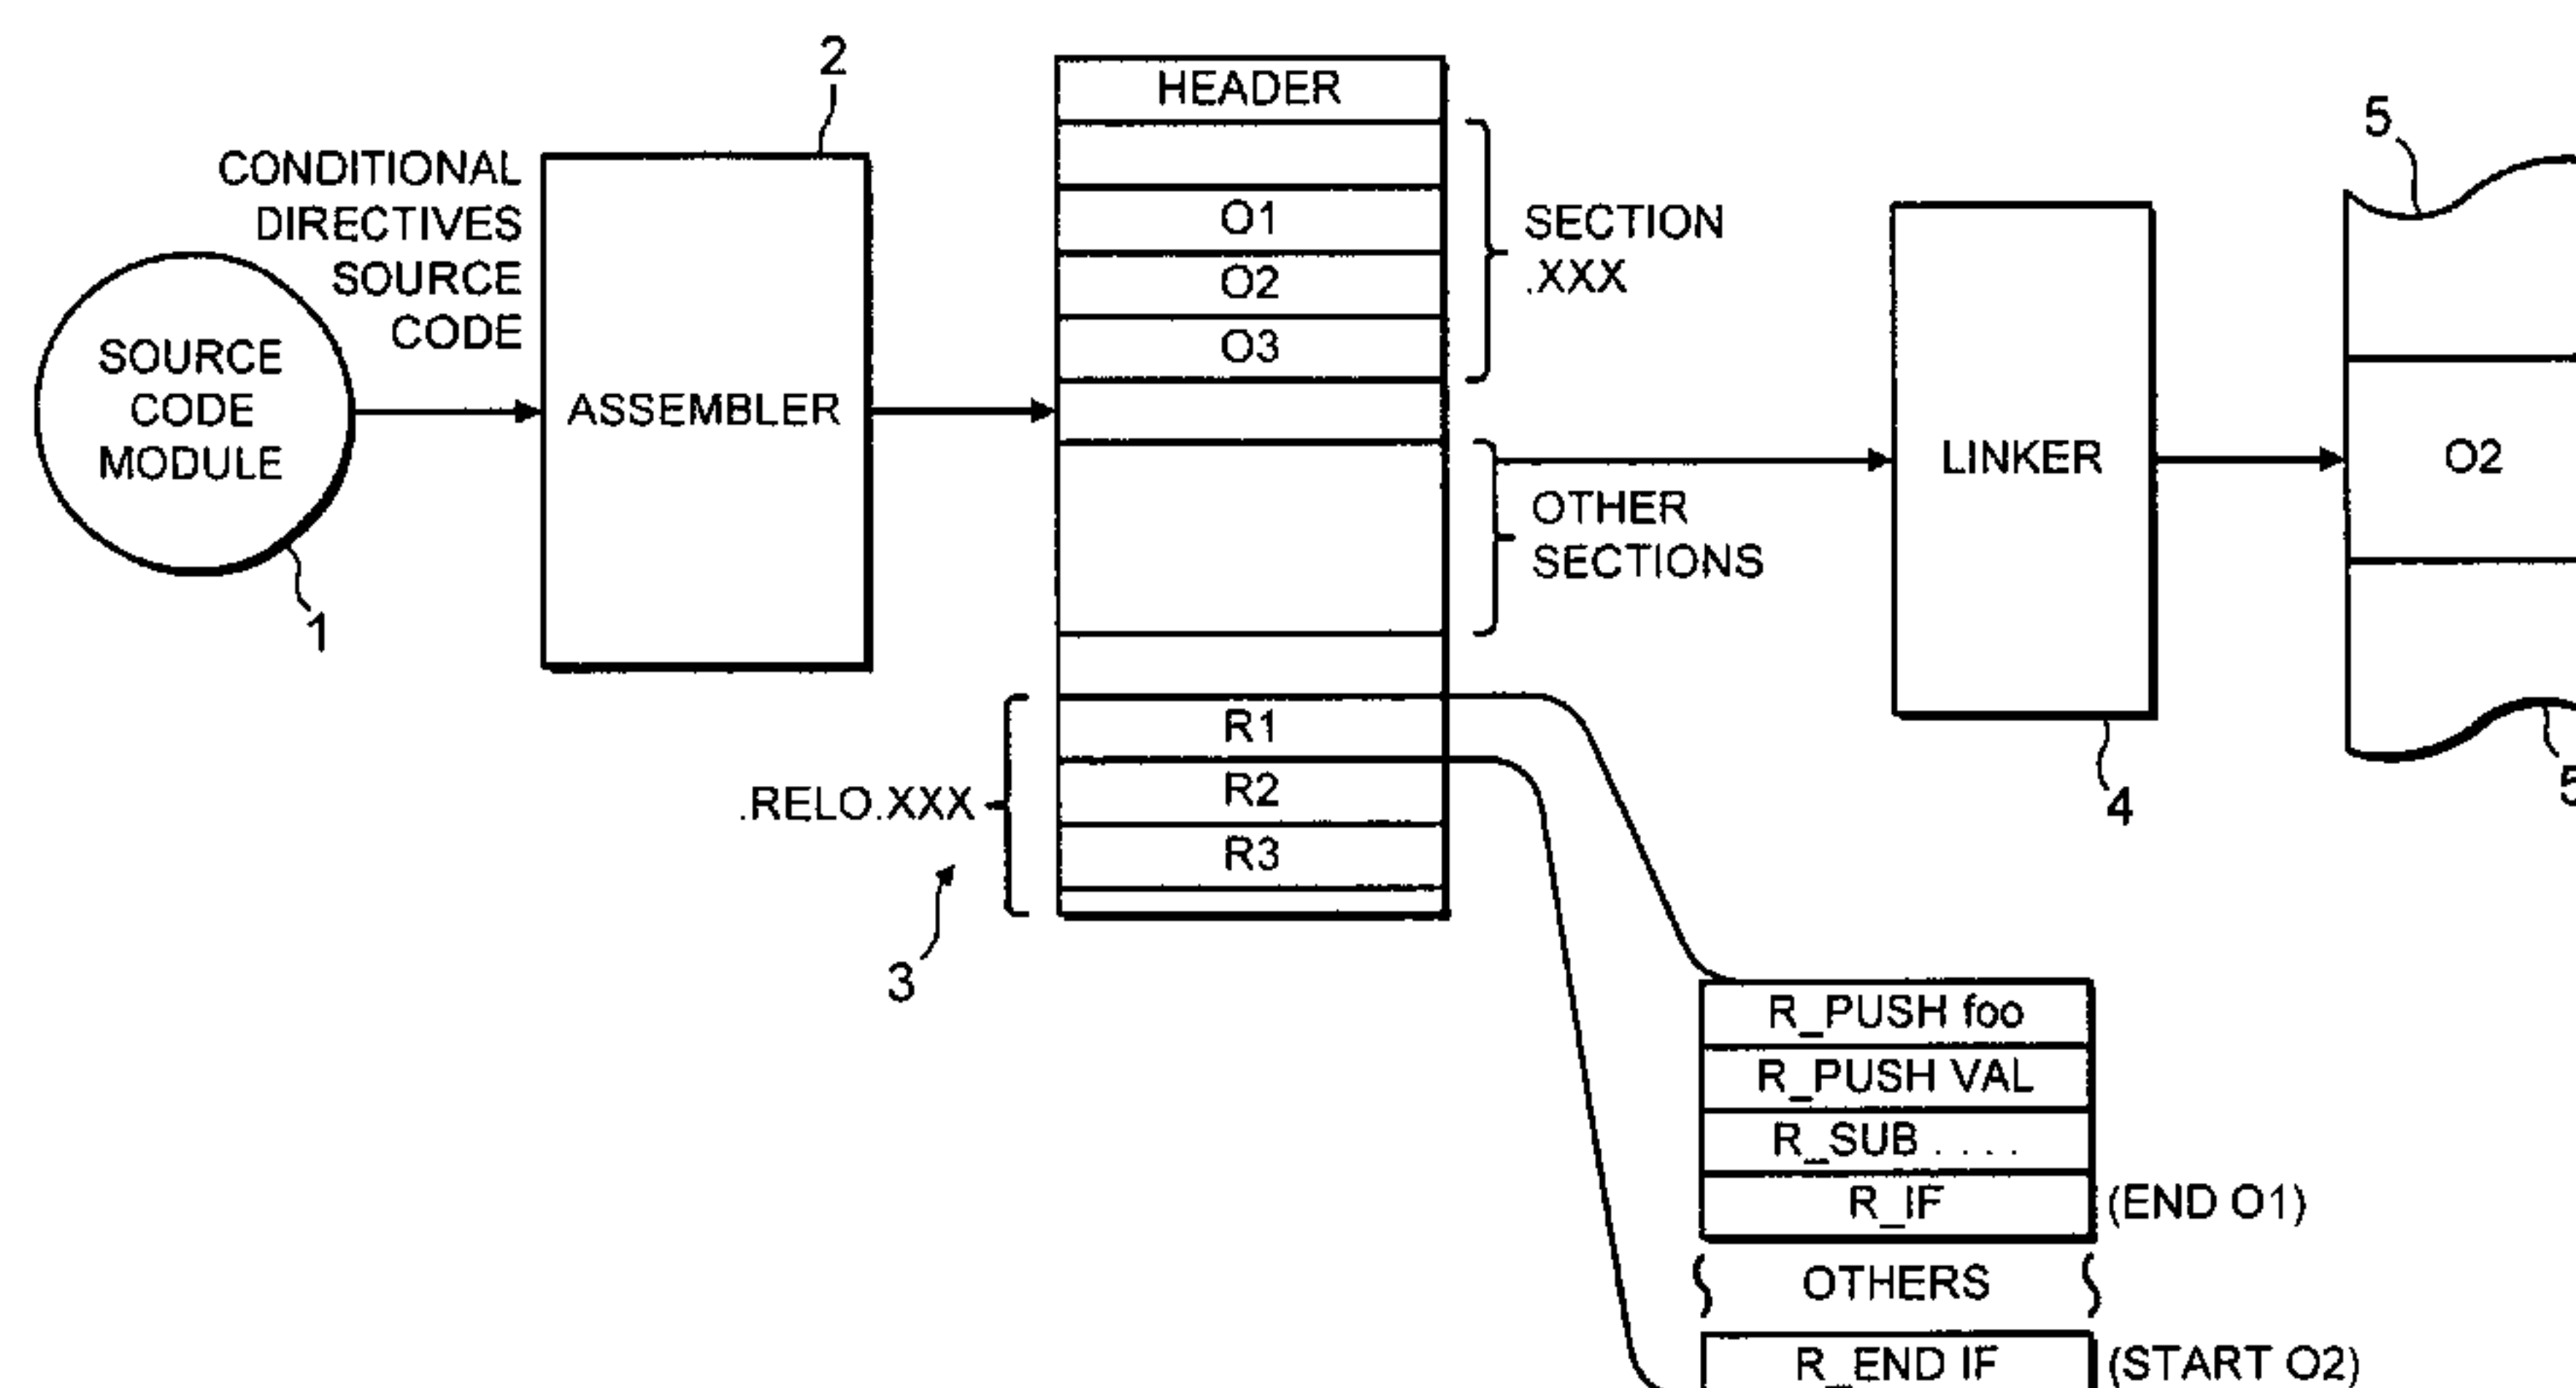 2
CONDITIONAL
DIRECTIVES
SOURCE
CODE
SOURCE
CODE
MODULE
1
ASSEMBLER
HEADER
O1
O2
O3
SECTION
.XXX
OTHER
SECTIONS
LINKER
4
5
O2
5
.RELO.XXX
R1
R2
R3
3
R_PUSH foo
R_PUSH VAL
R_SUB . . . .
R_IF (END O1)
OTHERS
R_END IF (START O2)